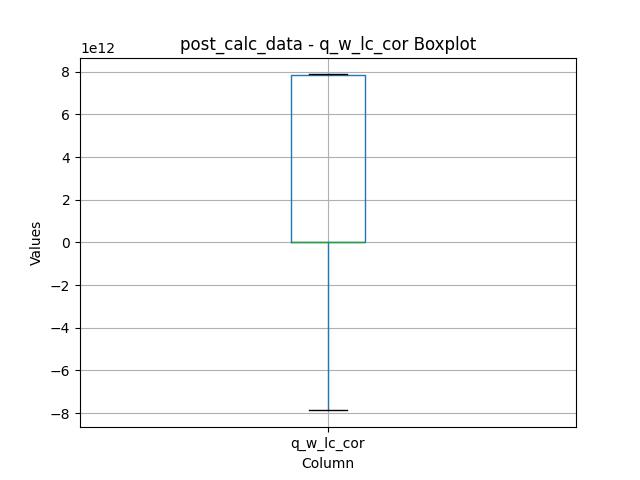 post_calc_data - q_w_lc_cor Boxplot
1e12
8
6
4
2
0
−2
−4
−6
−8
Values
q_w_lc_cor
Column